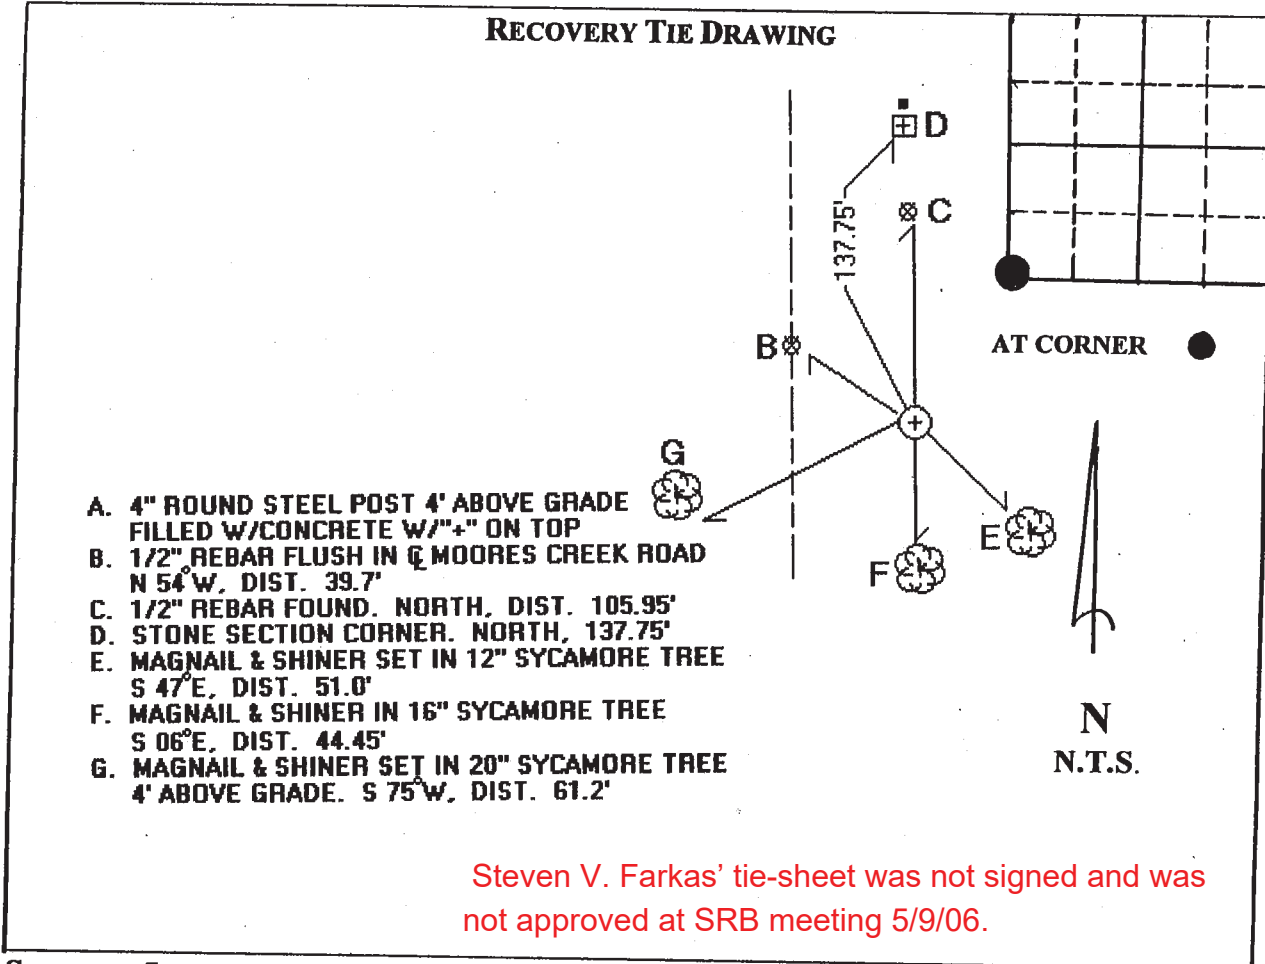 RECOVERY TIE DRAWING
D
C
137.75'
B
AT CORNER
G
E
F
A. 4" ROUND STEEL POST 4' ABOVE GRADE
FILLED W/CONCRETE W/"+" ON TOP
B. 1/2" REBAR FLUSH IN ℄ MOORES CREEK ROAD
N 54°W, DIST. 39.7'
C. 1/2" REBAR FOUND. NORTH, DIST. 105.95'
D. STONE SECTION CORNER. NORTH, 137.75'
E. MAGNAIL & SHINER SET IN 12" SYCAMORE TREE
S 47°E, DIST. 51.0'
F. MAGNAIL & SHINER IN 16" SYCAMORE TREE
S 06°E, DIST. 44.45'
G. MAGNAIL & SHINER SET IN 20" SYCAMORE TREE
4' ABOVE GRADE. S 75°W, DIST. 61.2'
N
N.T.S.
Steven V. Farkas’ tie-sheet was not signed and was
not approved at SRB meeting 5/9/06.